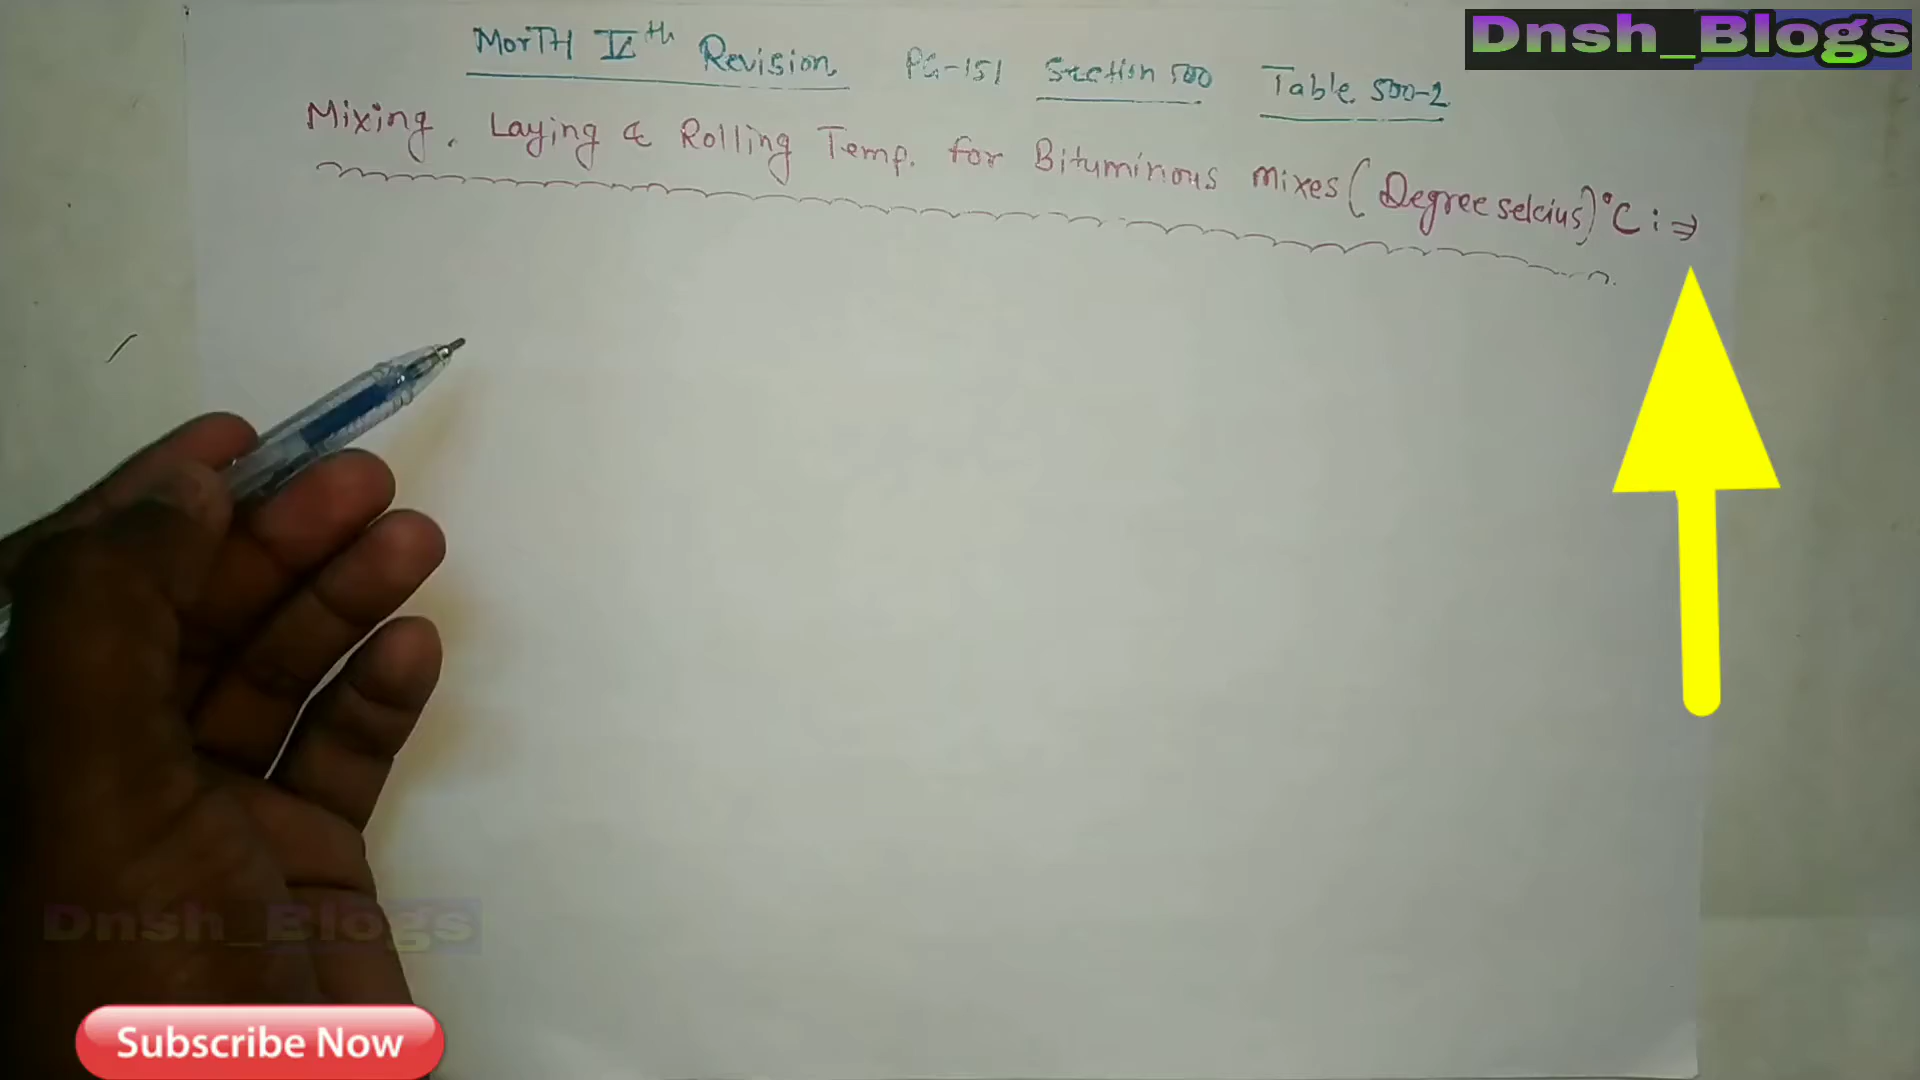 Dnsh_Blogs
MorTH Vth Revision PG-151 Section 500 Table 500-2
Mixing, Laying & Rolling Temp. for Bituminous mixes (Degree selcius) °C :⇒
Dnsh_Blogs
Subscribe Now